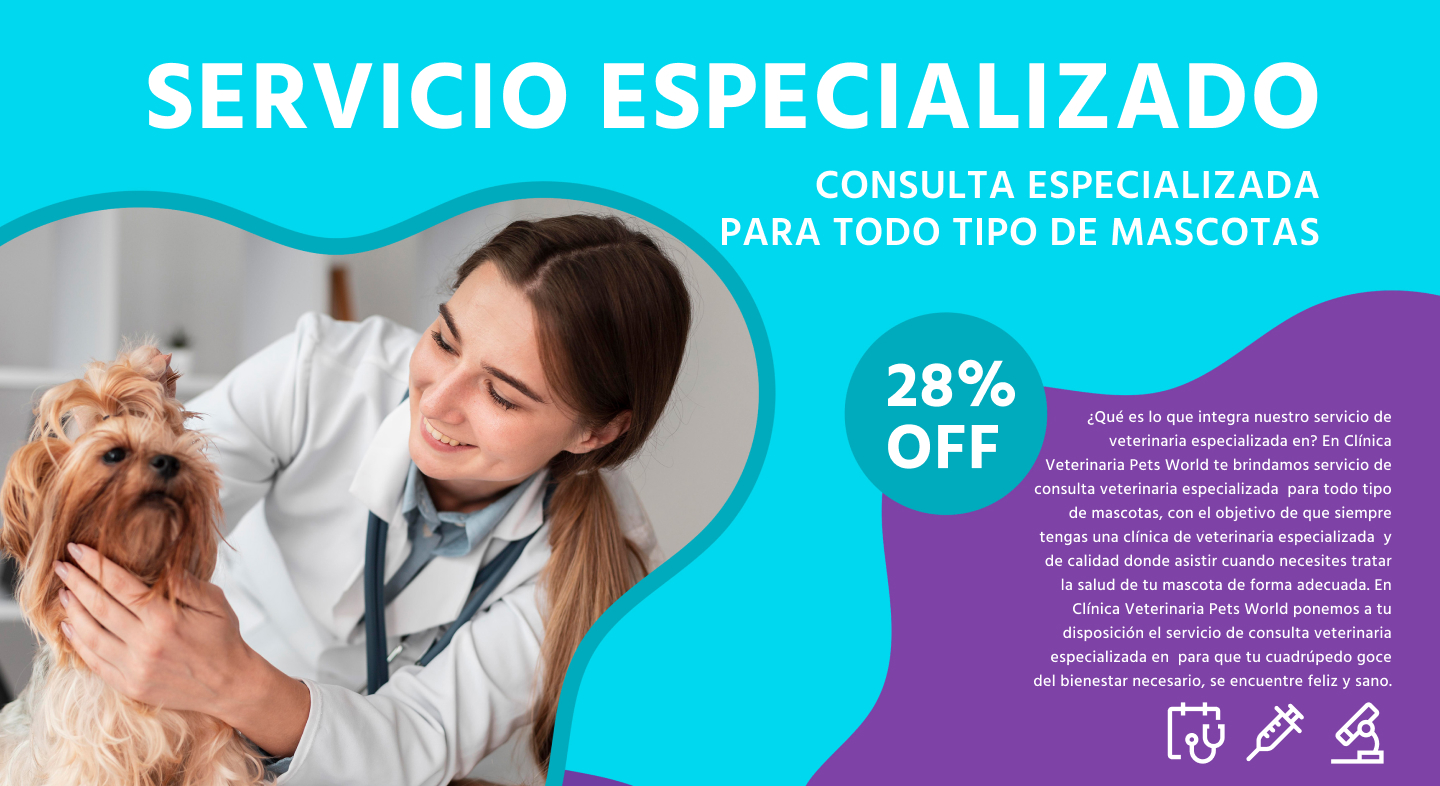 SERVICIO ESPECIALIZADO
CONSULTA ESPECIALIZADA
PARA TODO TIPO DE MASCOTAS
28%
OFF
¿Qué es lo que integra nuestro servicio de
veterinaria especializada en? En Clínica
Veterinaria Pets World te brindamos servicio de
consulta veterinaria especializada  para todo tipo
de mascotas, con el objetivo de que siempre
tengas una clínica de veterinaria especializada  y
de calidad donde asistir cuando necesites tratar
la salud de tu mascota de forma adecuada. En
Clínica Veterinaria Pets World ponemos a tu
disposición el servicio de consulta veterinaria
especializada en  para que tu cuadrúpedo goce
del bienestar necesario, se encuentre feliz y sano.